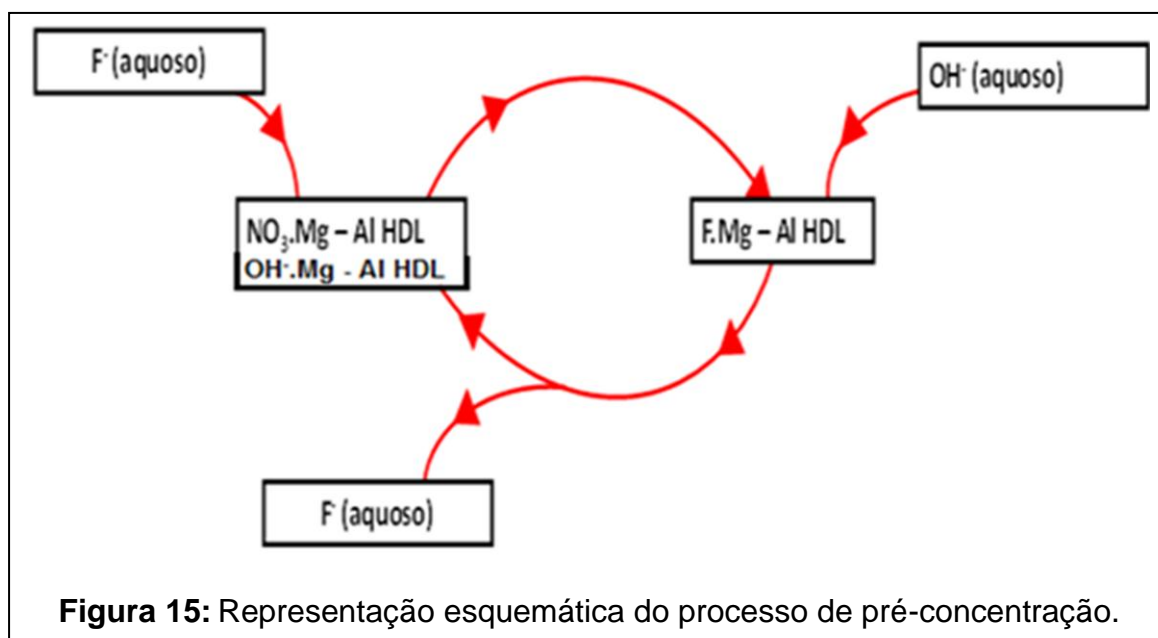 F⁻ (aquoso)
OH⁻ (aquoso)
NO₃.Mg – Al HDL
OH⁻.Mg - Al HDL
F.Mg – Al HDL
F⁻ (aquoso)
Figura 15: Representação esquemática do processo de pré-concentração.